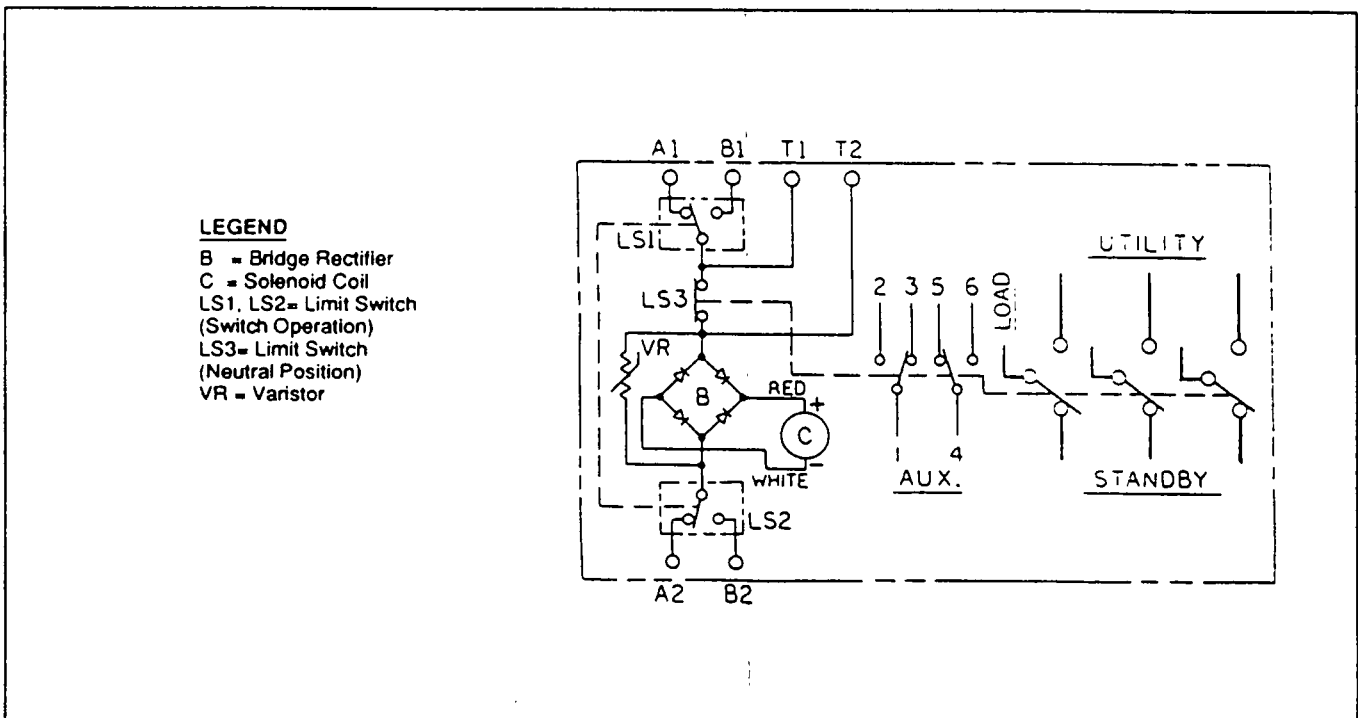 LEGEND
B = Bridge Rectifier
C = Solenoid Coil
LS1, LS2= Limit Switch
(Switch Operation)
LS3= Limit Switch
(Neutral Position)
VR = Varistor
A1 B1 T1 T2
LS1
UTILITY
LS3
2 3 5 6
LOAD
VR
B
RED
+
C
-
WHITE
1 4
AUX.
STANDBY
LS2
A2 B2